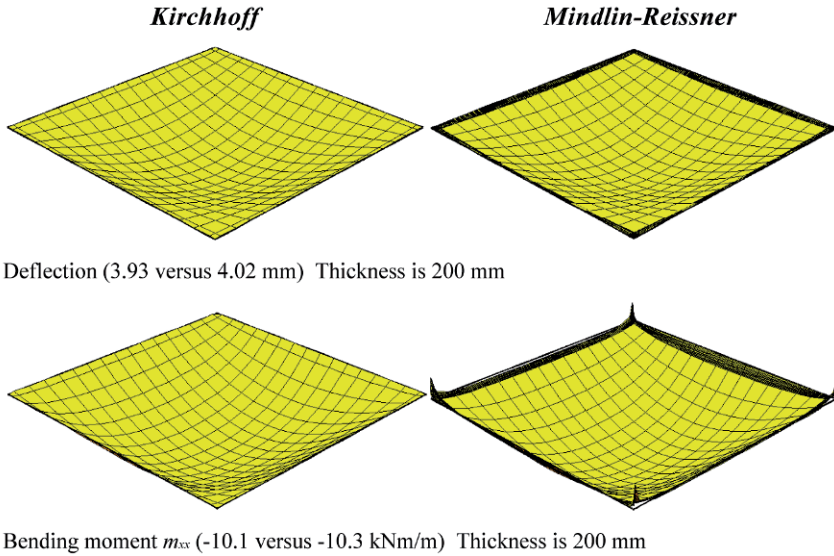 Kirchhoff Mindlin-Reissner
Deflection (3.93 versus 4.02 mm) Thickness is 200 mm
Bending moment mxx (-10.1 versus -10.3 kNm/m) Thickness is 200 mm